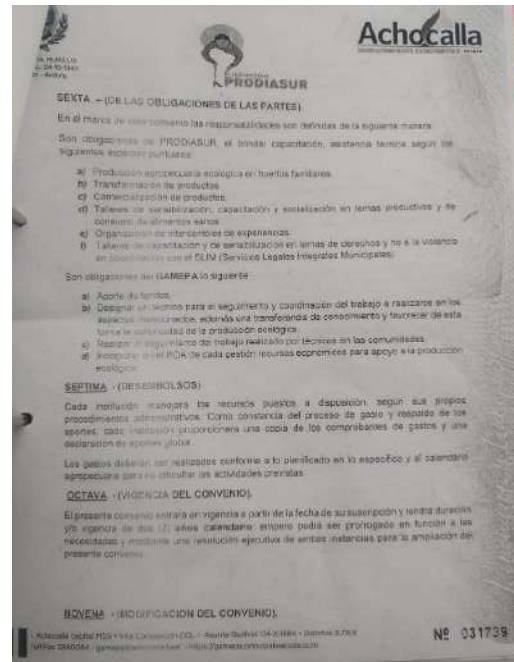 Achocalla
PRODIASUR
SEXTA. - (DE LAS OBLIGACIONES DE LAS PARTES).
En el marco de este convenio las responsabilidades son definidas de la siguiente manera
Son obligaciones de PRODIASUR, el brindar capacitación, asistencia técnica según los
siguientes aspectos puntuales:
a) Producción agropecuaria ecológica en huertos familiares.
b) Transformación de productos
c) Comercialización de productos.
d) Talleres de sensibilización, capacitación y socialización en temas productivos y de
consumo de alimentos sanos
e) Organización de intercambios de experiencias.
f) Talleres de capacitación y de sensibilización en temas de derechos y no a la violencia
en coordinación con el SLIM (Servicios Legales Integrales Municipales)
Son obligaciones del GAMEPA lo siguiente
a) Aporte de fondos
b) Designar un técnico para el seguimiento y coordinación del trabajo a realizarse en los
aspectos mencionados, además una transferencia de conocimiento y favorecer de esta
forma la continuidad de la producción ecológica.
c) Realizar el seguimiento del trabajo realizado por técnicos en las comunidades.
d) Incorporar en el POA de cada gestión recursos económicos para apoyo a la producción
ecológica
SEPTIMA. - (DESEMBOLSOS)
Cada institución manejara los recursos puestos a disposición, según sus propios
procedimientos administrativos. Como constancia del proceso de gasto y respaldo de los
aportes, cada institución proporcionera una copia de los comprobantes de gastos y una
declaración de aportes global.
Los gastos deberán ser realizados conforme a lo planificado en lo especifico y al calendario
agropecuario para no dificultar las actividades previstas
OCTAVA. - (VIGENCIA DEL CONVENIO).
El presente convenio entrará en vigencia a partir de la fecha de su suscripción y tendrá duración
y/o vigencia de dos (2) años calendario; empero podrá ser prorrogado en función a las
necesidades y mediante una resolución ejecutiva de ambas instancias para la ampliación del
presente convenio.
NOVENA. - (MODIFICACION DEL CONVENIO).
Nº 031739